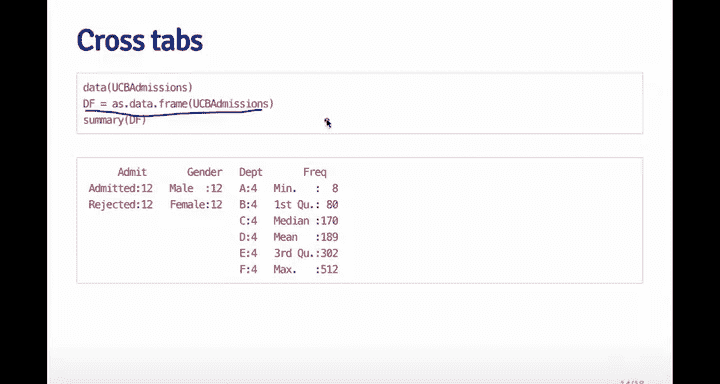 Cross tabs
data(UCBAdmissions)
DF = as.data.frame(UCBAdmissions)
summary(DF)
Admit Gender Dept Freq
Admitted:12 Male :12 A:4 Min. : 8
Rejected:12 Female:12 B:4 1st Qu.: 80
C:4 Median :170
D:4 Mean :189
E:4 3rd Qu.:302
F:4 Max. :512